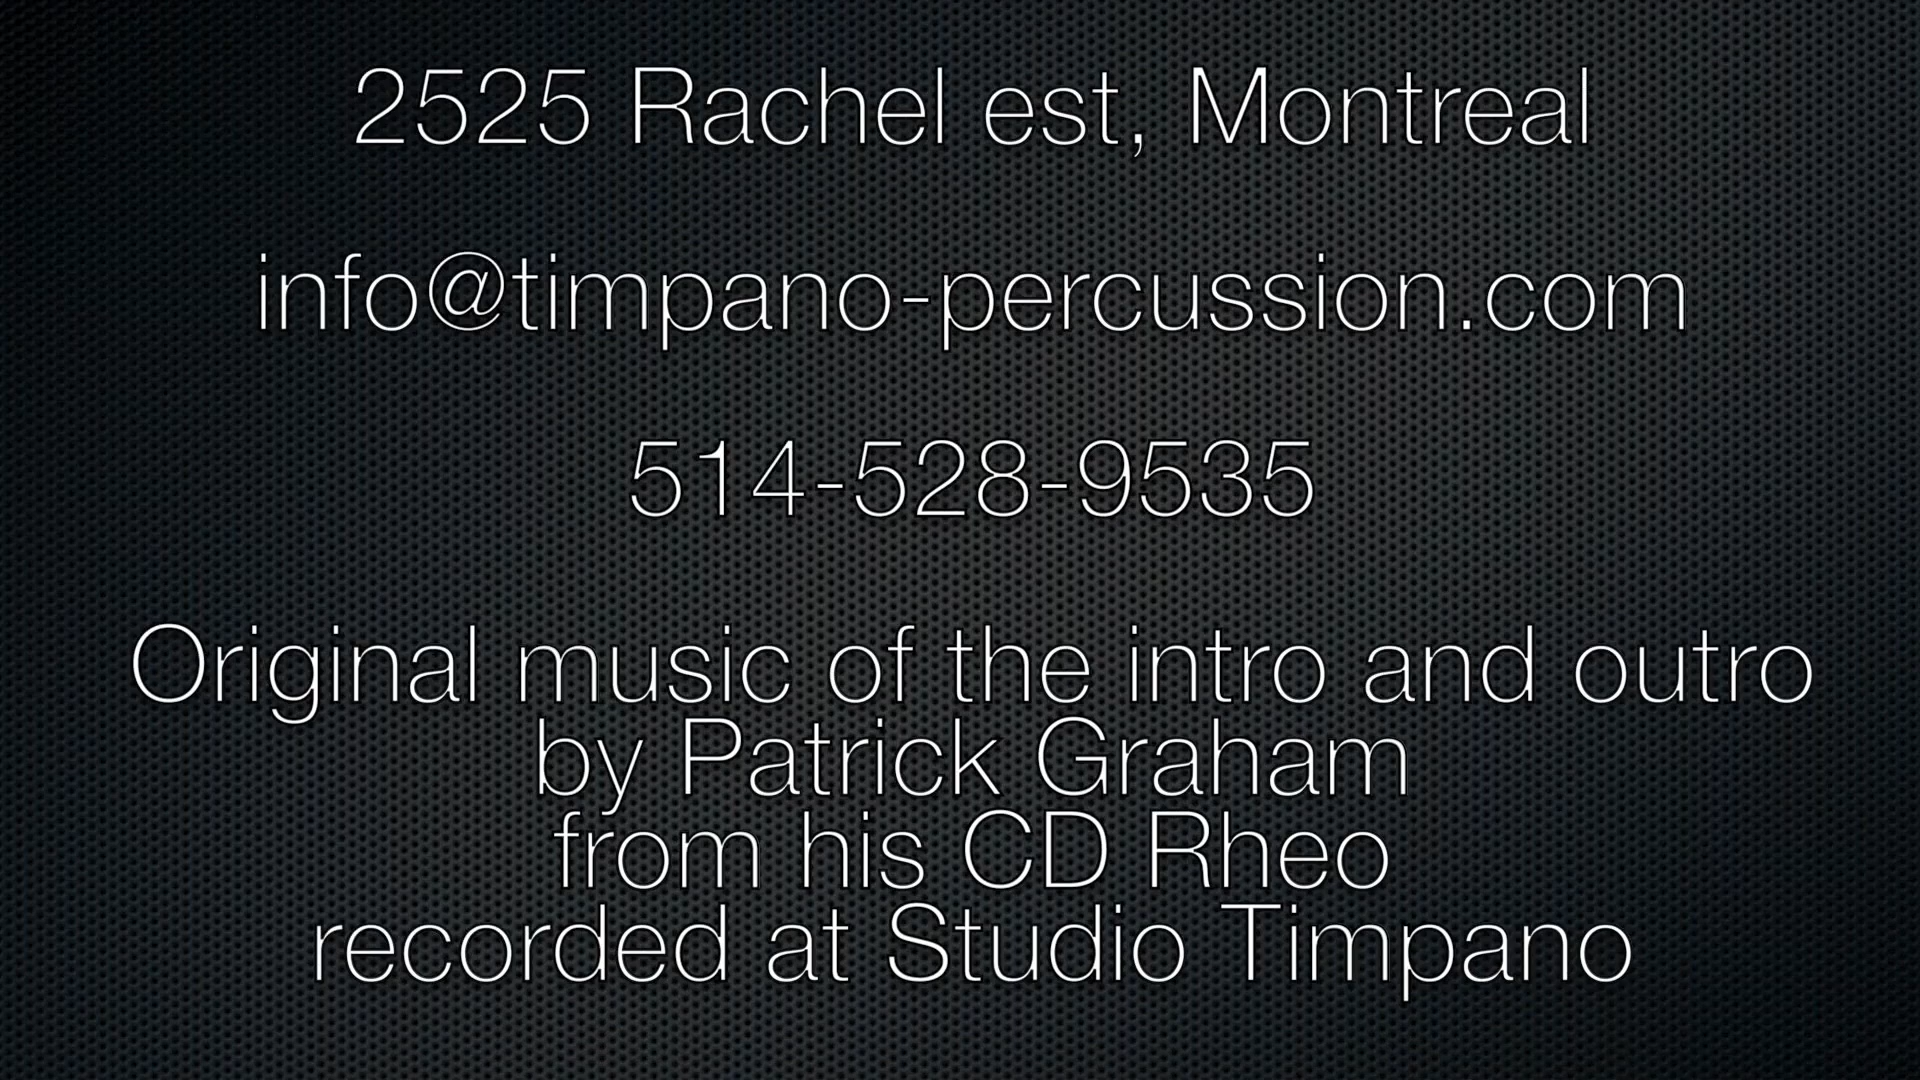 2525 Rachel est, Montreal
info@timpano-percussion.com
514-528-9535
Original music of the intro and outro
by Patrick Graham
from his CD Rheo
recorded at Studio Timpano